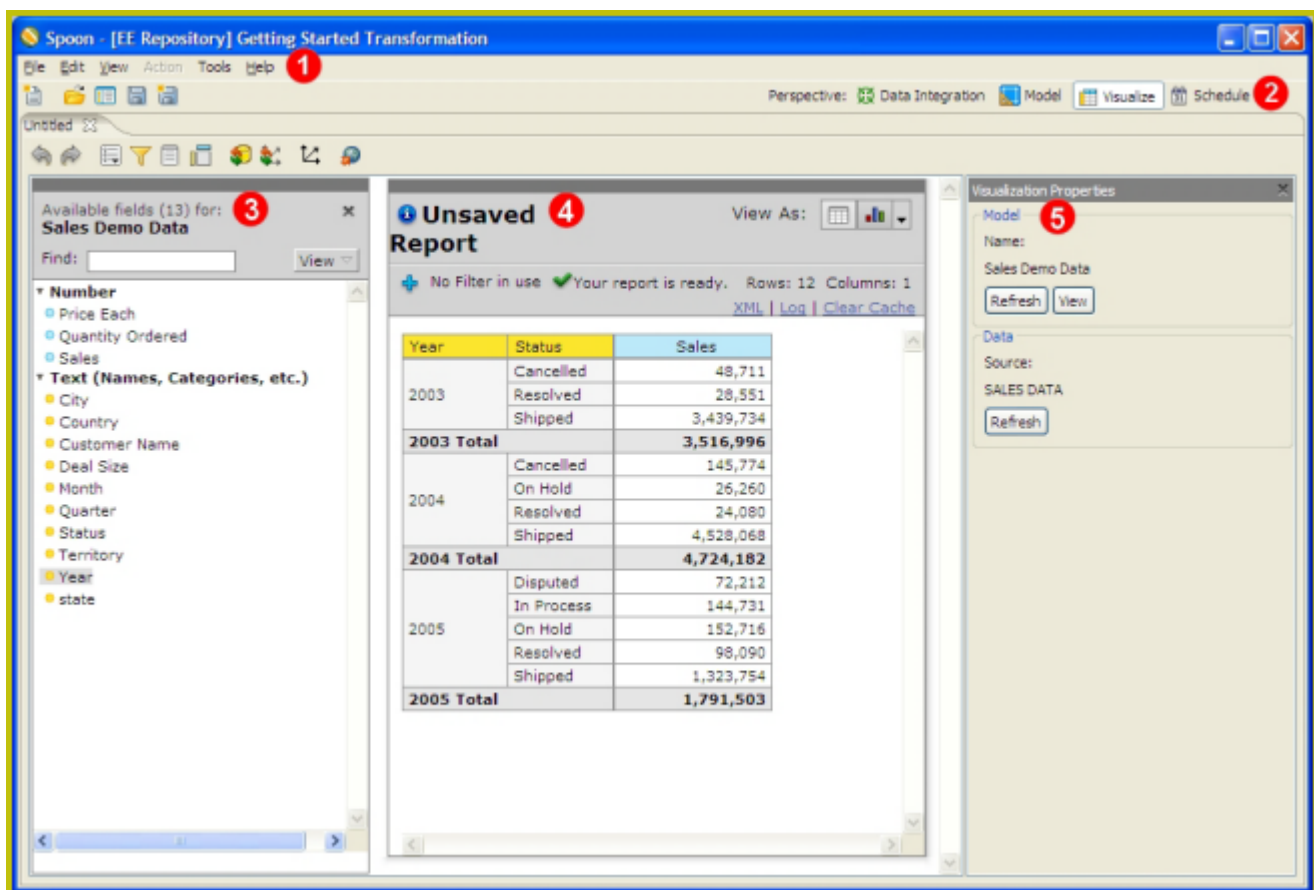 Spoon - [EE Repository] Getting Started Transformation
File Edit View Action Tools Help 1
Perspective: Data Integration Model Visualize Schedule 2
Untitled
Available fields (13) for: 3
Sales Demo Data
Find: View
Number
Price Each
Quantity Ordered
Sales
Text (Names, Categories, etc.)
City
Country
Customer Name
Deal Size
Month
Quarter
Status
Territory
Year
state
Unsaved 4 View As:
Report
No Filter in use Your report is ready. Rows: 12 Columns: 1
XML | Log | Clear Cache
Year Status Sales
Cancelled 48,711
2003 Resolved 28,551
Shipped 3,439,734
2003 Total 3,516,996
Cancelled 145,774
2004 On Hold 26,260
Resolved 24,080
Shipped 4,528,068
2004 Total 4,724,182
Disputed 72,212
In Process 144,731
2005 On Hold 152,716
Resolved 98,090
Shipped 1,323,754
2005 Total 1,791,503
Visualization Properties
Model 5
Name:
Sales Demo Data
Refresh View
Data
Source:
SALES DATA
Refresh